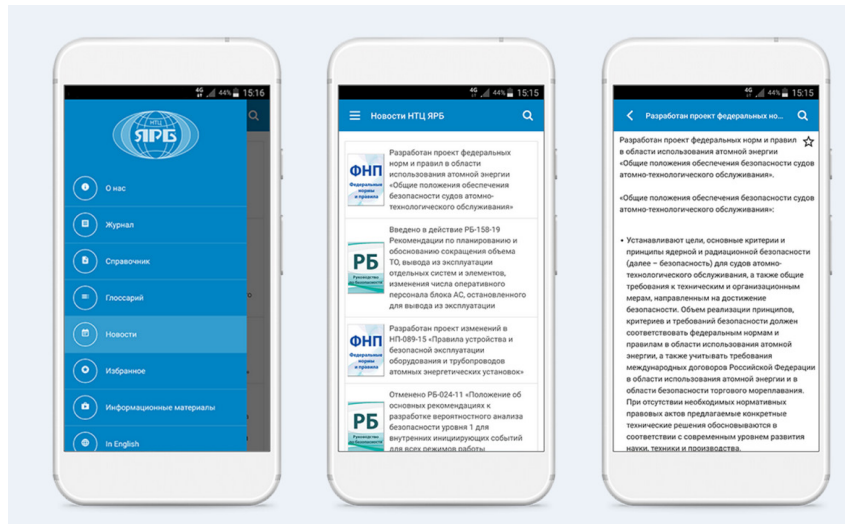 4G 44% 15:16
НТЦ
ЯРБ
О нас
Журнал
Справочник
Глоссарий
Новости
Избранное
Информационные материалы
In English
4G 44% 15:15
Новости НТЦ ЯРБ
ФНП
Федеральные
нормы
и правила
Разработан проект федеральных
норм и правил в области
использования атомной энергии
«Общие положения обеспечения
безопасности судов атомно-
технологического обслуживания»
РБ
Руководства
по безопасности
Введено в действие РБ-158-19
Рекомендации по планированию и
обоснованию сокращения объема
ТО, вывода из эксплуатации
отдельных систем и элементов,
изменения числа оперативного
персонала блока АС, остановленного
для вывода из эксплуатации
ФНП
Федеральные
нормы
и правила
Разработан проект изменений в
НП-089-15 «Правила устройства и
безопасной эксплуатации
оборудования и трубопроводов
атомных энергетических установок»
РБ
Руководства
по безопасности
Отменено РБ-024-11 «Положение об
основных рекомендациях к
разработке вероятностного анализа
безопасности уровня 1 для
внутренних инициирующих событий
для всех режимов работы
4G 44% 15:15
Разработан проект федеральных но...
Разработан проект федеральных норм и правил
в области использования атомной энергии
«Общие положения обеспечения безопасности судов
атомно-технологического обслуживания».
«Общие положения обеспечения безопасности судов
атомно-технологического обслуживания»:
• Устанавливают цели, основные критерии и
принципы ядерной и радиационной безопасности
(далее – безопасность) для судов атомно-
технологического обслуживания, а также общие
требования к техническим и организационным
мерам, направленным на достижение
безопасности. Объем реализации принципов,
критериев и требований безопасности должен
соответствовать федеральным нормам и
правилам в области использования атомной
энергии, а также учитывать требования
международных договоров Российской Федерации
в области использования атомной энергии и в
области безопасности торгового мореплавания.
При отсутствии необходимых нормативных
правовых актов предлагаемые конкретные
технические решения обосновываются в
соответствии с современным уровнем развития
науки, техники и производства.